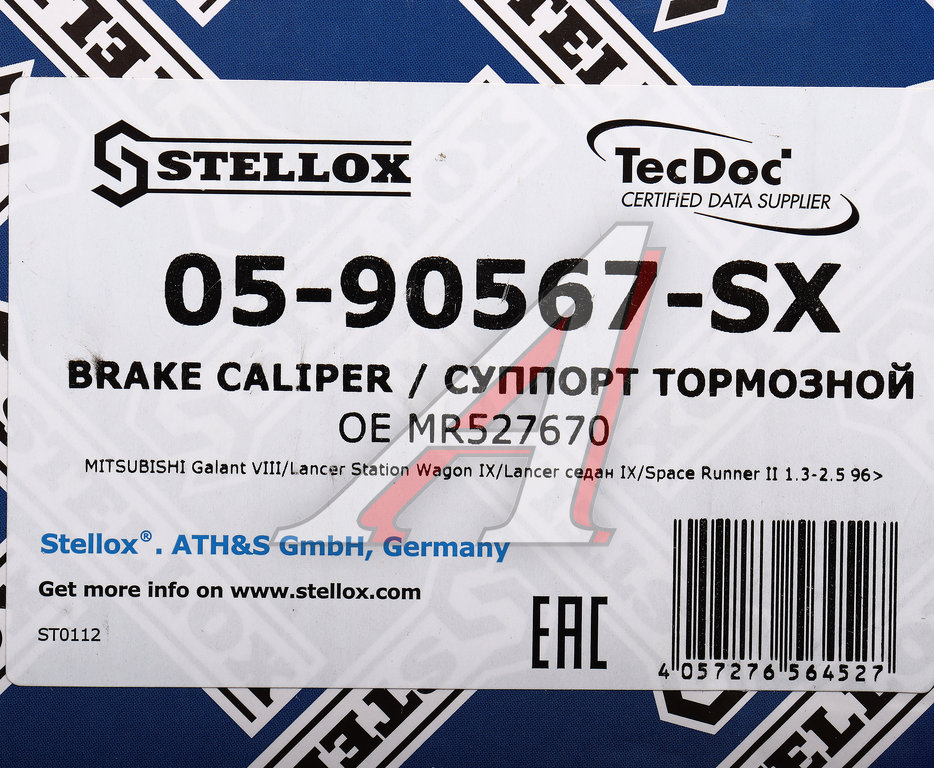 STELLOX
TecDoc
CERTIFIED DATA SUPPLIER
05-90567-SX
BRAKE CALIPER / СУППОРТ ТОРМОЗНОЙ
OE MR527670
MITSUBISHI Galant VIII/Lancer Station Wagon IX/Lancer седан IX/Space Runner II 1.3-2.5 96>
Stellox®. ATH&S GmbH, Germany
Get more info on www.stellox.com
ST0112
EAC
4 057276 564527